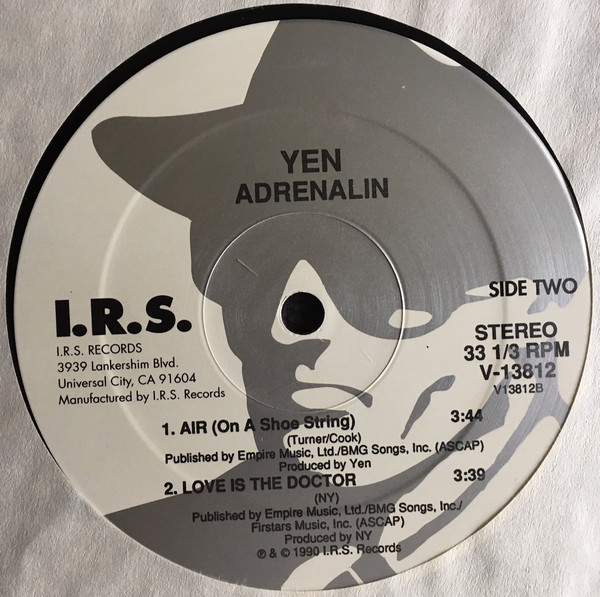 YEN
ADRENALIN
I.R.S.
I.R.S. RECORDS
3939 Lankershim Blvd.
Universal City, CA 91604
Manufactured by I.R.S. Records
SIDE TWO
STEREO
33 1/3 RPM
V-13812
V13812B
1. AIR (On A Shoe String) 3:44
(Turner/Cook)
Published by Empire Music, Ltd./BMG Songs, Inc. (ASCAP)
Produced by Yen
2. LOVE IS THE DOCTOR 3:39
(NY)
Published by Empire Music, Ltd./BMG Songs, Inc./
Firstars Music, Inc. (ASCAP)
Produced by NY
℗ & © 1990 I.R.S. Records